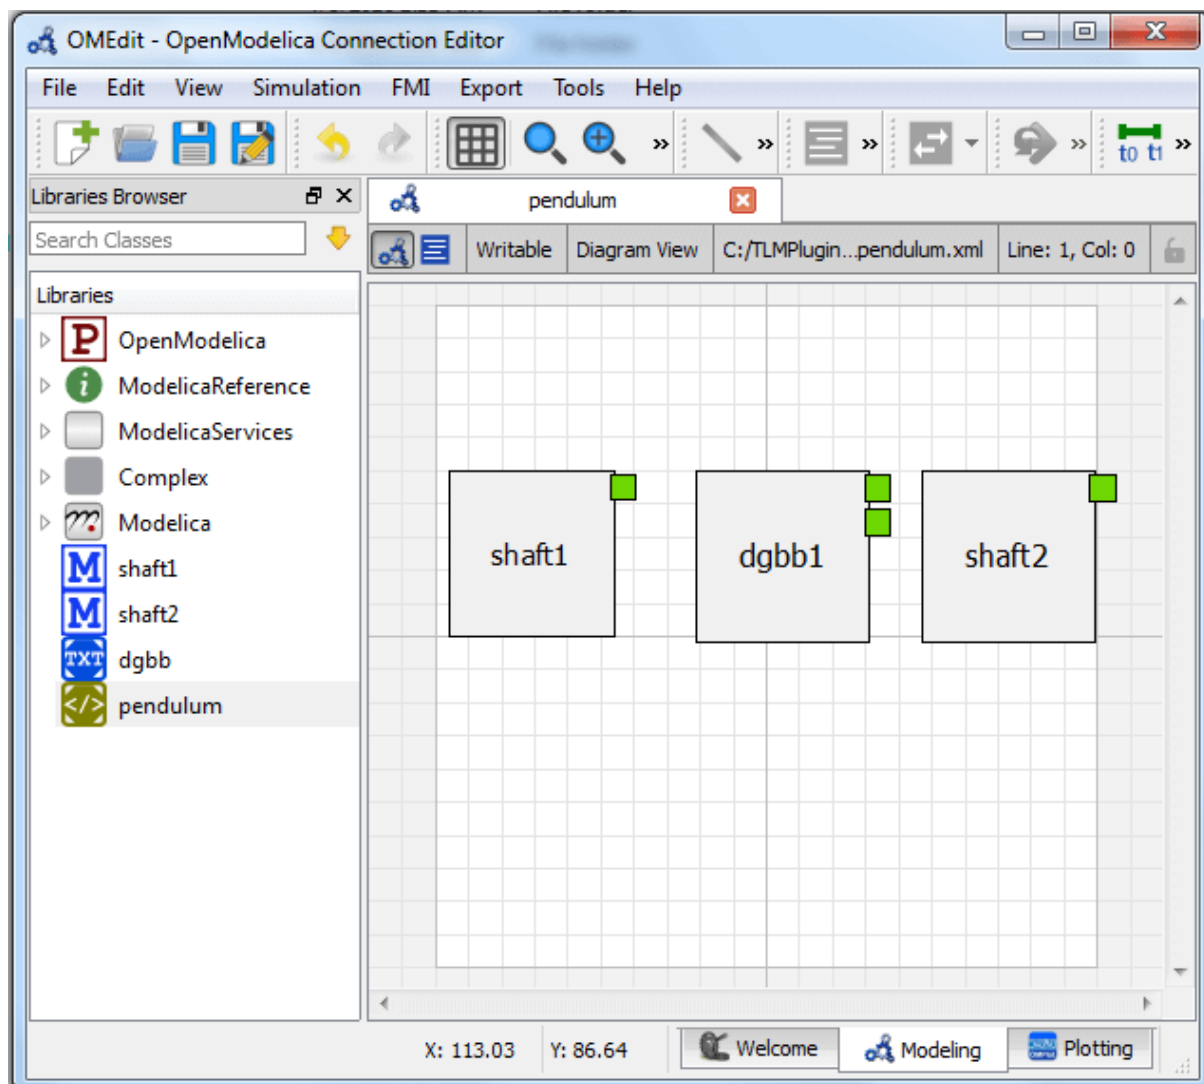 OMEdit - OpenModelica Connection Editor
File Edit View Simulation FMI Export Tools Help
t0 t1
Libraries Browser
pendulum
Search Classes
Writable Diagram View C:/TLMPlugin...pendulum.xml Line: 1, Col: 0
Libraries
P OpenModelica
i ModelicaReference
ModelicaServices
Complex
Modelica
M shaft1
M shaft2
TXT dgbb
</> pendulum
shaft1 dgbb1 shaft2
X: 113.03 Y: 86.64 Welcome Modeling Plotting